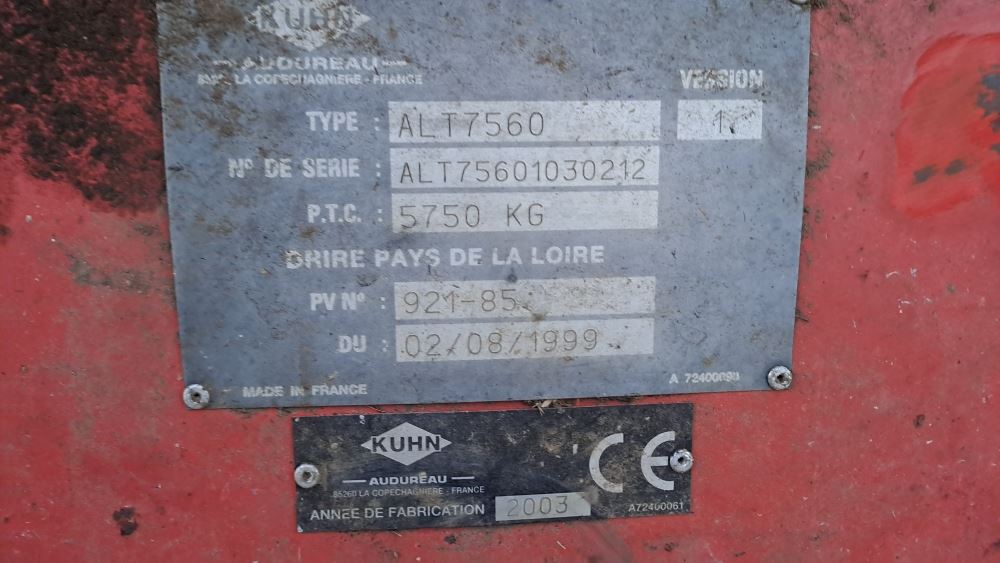 KUHN
AUDUREAU
LA COPECHAGNIERE - FRANCE
VERSION
TYPE : ALT7560 1
Nº DE SERIE : ALT75601030212
P.T.C. : 5750 KG
DRIRE PAYS DE LA LOIRE
PV Nº : 921-85
DU : 02/08/1999
MADE IN FRANCE A 72400090
KUHN
AUDUREAU
85260 LA COPECHAGNIERE - FRANCE
ANNEE DE FABRICATION 2003 A72400061
CE